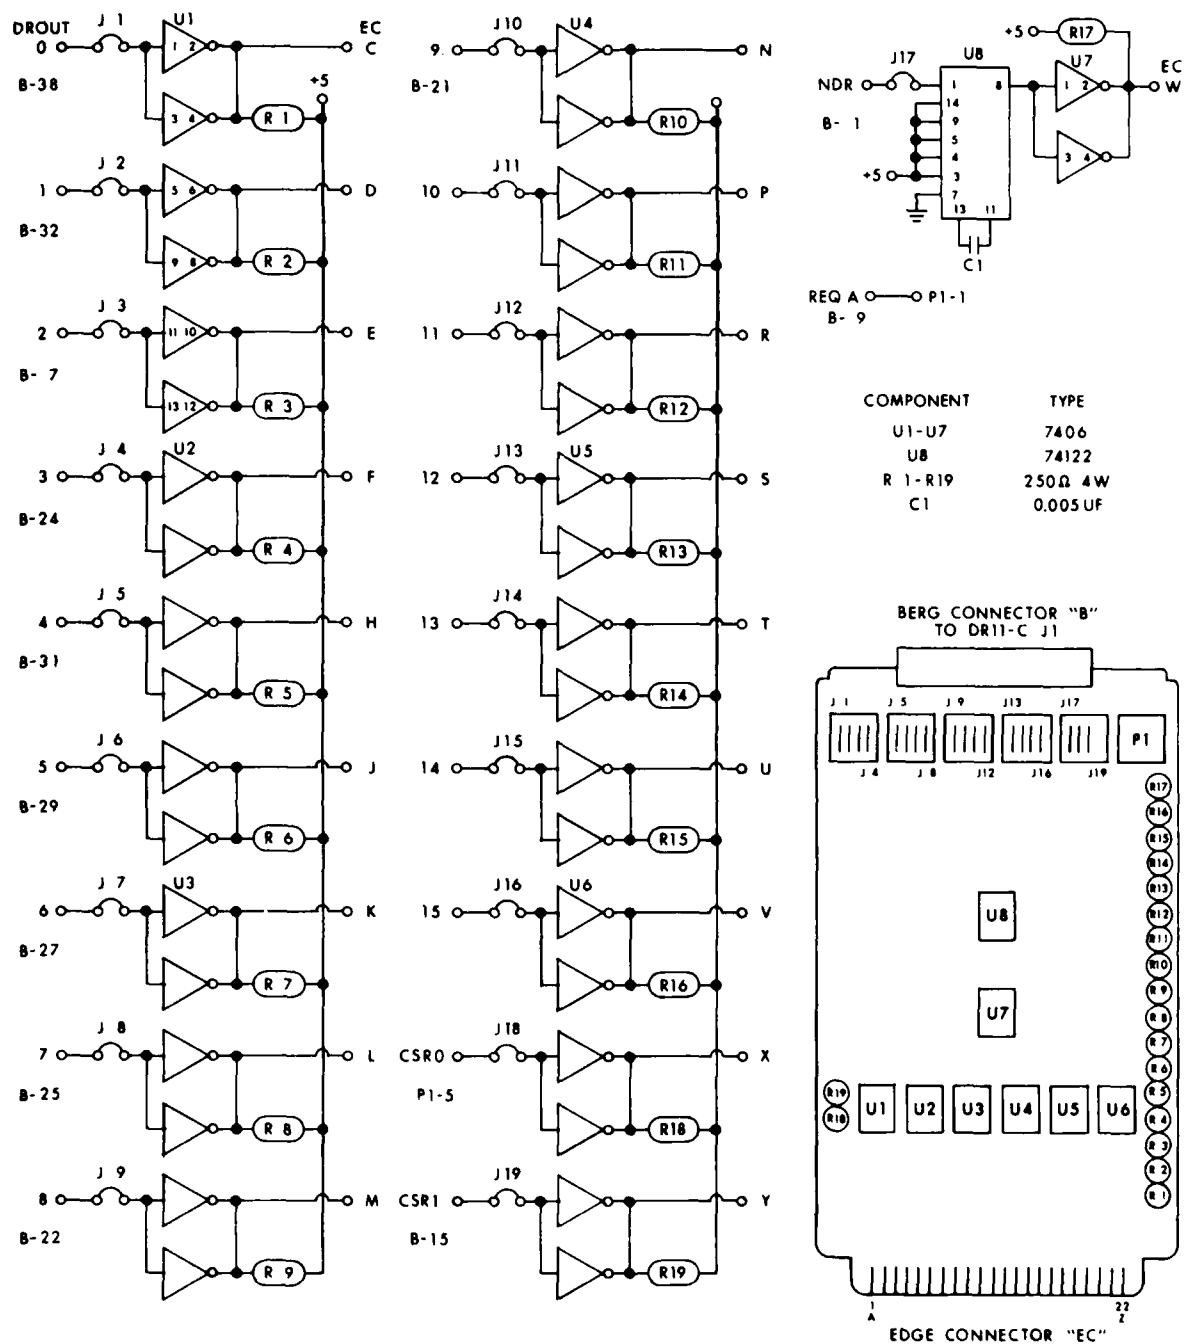 DROUT J 1 U1 EC
0 1 2 C
B-38 +5
3 4 R 1
J 2
1 5 6 D
B-32
9 8 R 2
J 3
2 11 10 E
B- 7
13 12 R 3
J 4 U2
3 F
B-24
R 4
J 5
4 H
B-31
R 5
J 6
5 J
B-29
R 6
J 7 U3
6 K
B-27
R 7
J 8
7 L
B-25
R 8
J 9
8 M
B-22
R 9
J10 U4
9. N
B-21
R10
J11
10 P
R11
J12
11 R
R12
J13 U5
12 S
R13
J14
13 T
R14
J15
14 U
R15
J16 U6
15 V
R16
J18
CSR0 X
P1-5
R18
J19
CSR1 Y
B-15
R19
+5 R17
J17 U8 U7 EC
NDR 1 8 1 2 W
B- 1 14
9
5
4 3 4
+5 3
7
13 11
C1
REQ A P1-1
B- 9
COMPONENT TYPE
U1-U7 7406
U8 74122
R 1-R19 250Ω 4W
C1 0.005 UF
BERG CONNECTOR "B"
TO DR11-C J1
J 1 J 5 J 9 J13 J17
P1
J 4 J 8 J12 J16 J19
R17
R16
R15
R14
R13
R12
R11
R10
R 9
R 8
R 7
R 6
R 5
R 4
R 3
R 2
R 1
U8
U7
R19
R18
U1 U2 U3 U4 U5 U6
1 22
A Z
EDGE CONNECTOR "EC"